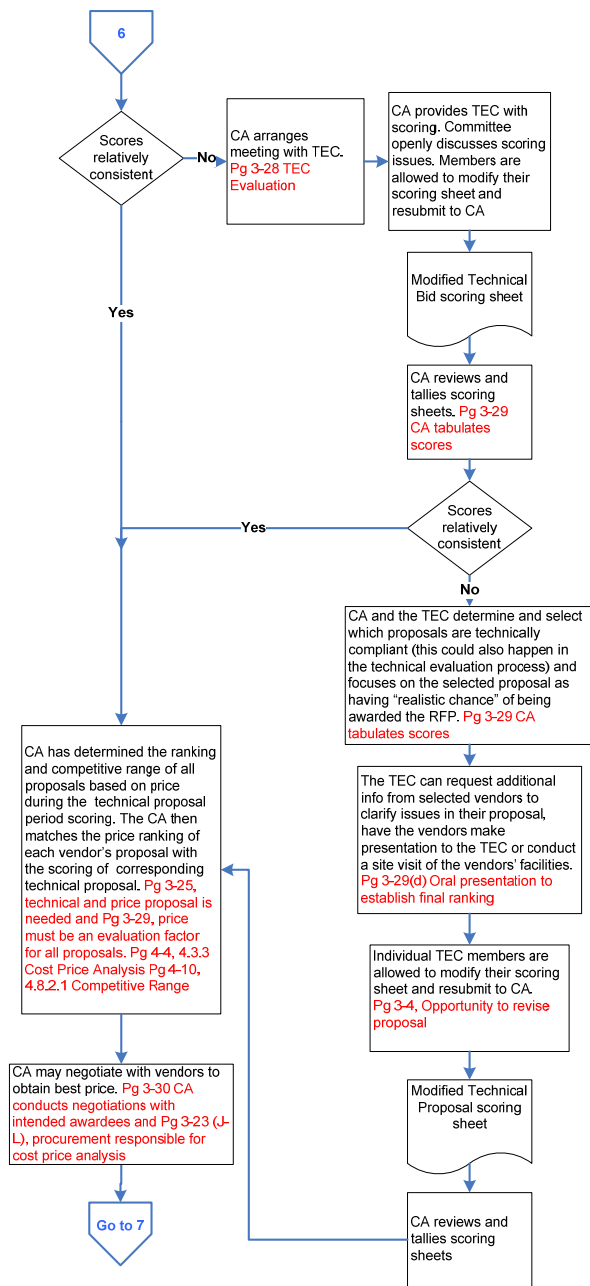 6
Scores
relatively
consistent
No
CA arranges
meeting with TEC.
Pg 3-28 TEC
Evaluation
CA provides TEC with
scoring. Committee
openly discusses scoring
issues. Members are
allowed to modify their
scoring sheet and
resubmit to CA
Modified Technical
Bid scoring sheet
Yes
CA reviews and
tallies scoring
sheets. Pg 3-29
CA tabulates
scores
Scores
relatively
consistent
Yes
No
CA and the TEC determine and select
which proposals are technically
compliant (this could also happen in
the technical evaluation process) and
focuses on the selected proposal as
having “realistic chance” of being
awarded the RFP. Pg 3-29 CA
tabulates scores
The TEC can request additional
info from selected vendors to
clarify issues in their proposal,
have the vendors make
presentation to the TEC or conduct
a site visit of the vendors’ facilities.
Pg 3-29(d) Oral presentation to
establish final ranking
Individual TEC members are
allowed to modify their scoring
sheet and resubmit to CA.
Pg 3-4, Opportunity to revise
proposal
Modified Technical
Proposal scoring
sheet
CA reviews and
tallies scoring
sheets
CA has determined the ranking
and competitive range of all
proposals based on price
during the technical proposal
period scoring. The CA then
matches the price ranking of
each vendor’s proposal with
the scoring of corresponding
technical proposal. Pg 3-25,
technical and price proposal is
needed and Pg 3-29, price
must be an evaluation factor
for all proposals. Pg 4-4, 4.3.3
Cost Price Analysis Pg 4-10,
4.8.2.1 Competitive Range
CA may negotiate with vendors to
obtain best price. Pg 3-30 CA
conducts negotiations with
intended awardees and Pg 3-23 (J-
L), procurement responsible for
cost price analysis
Go to 7